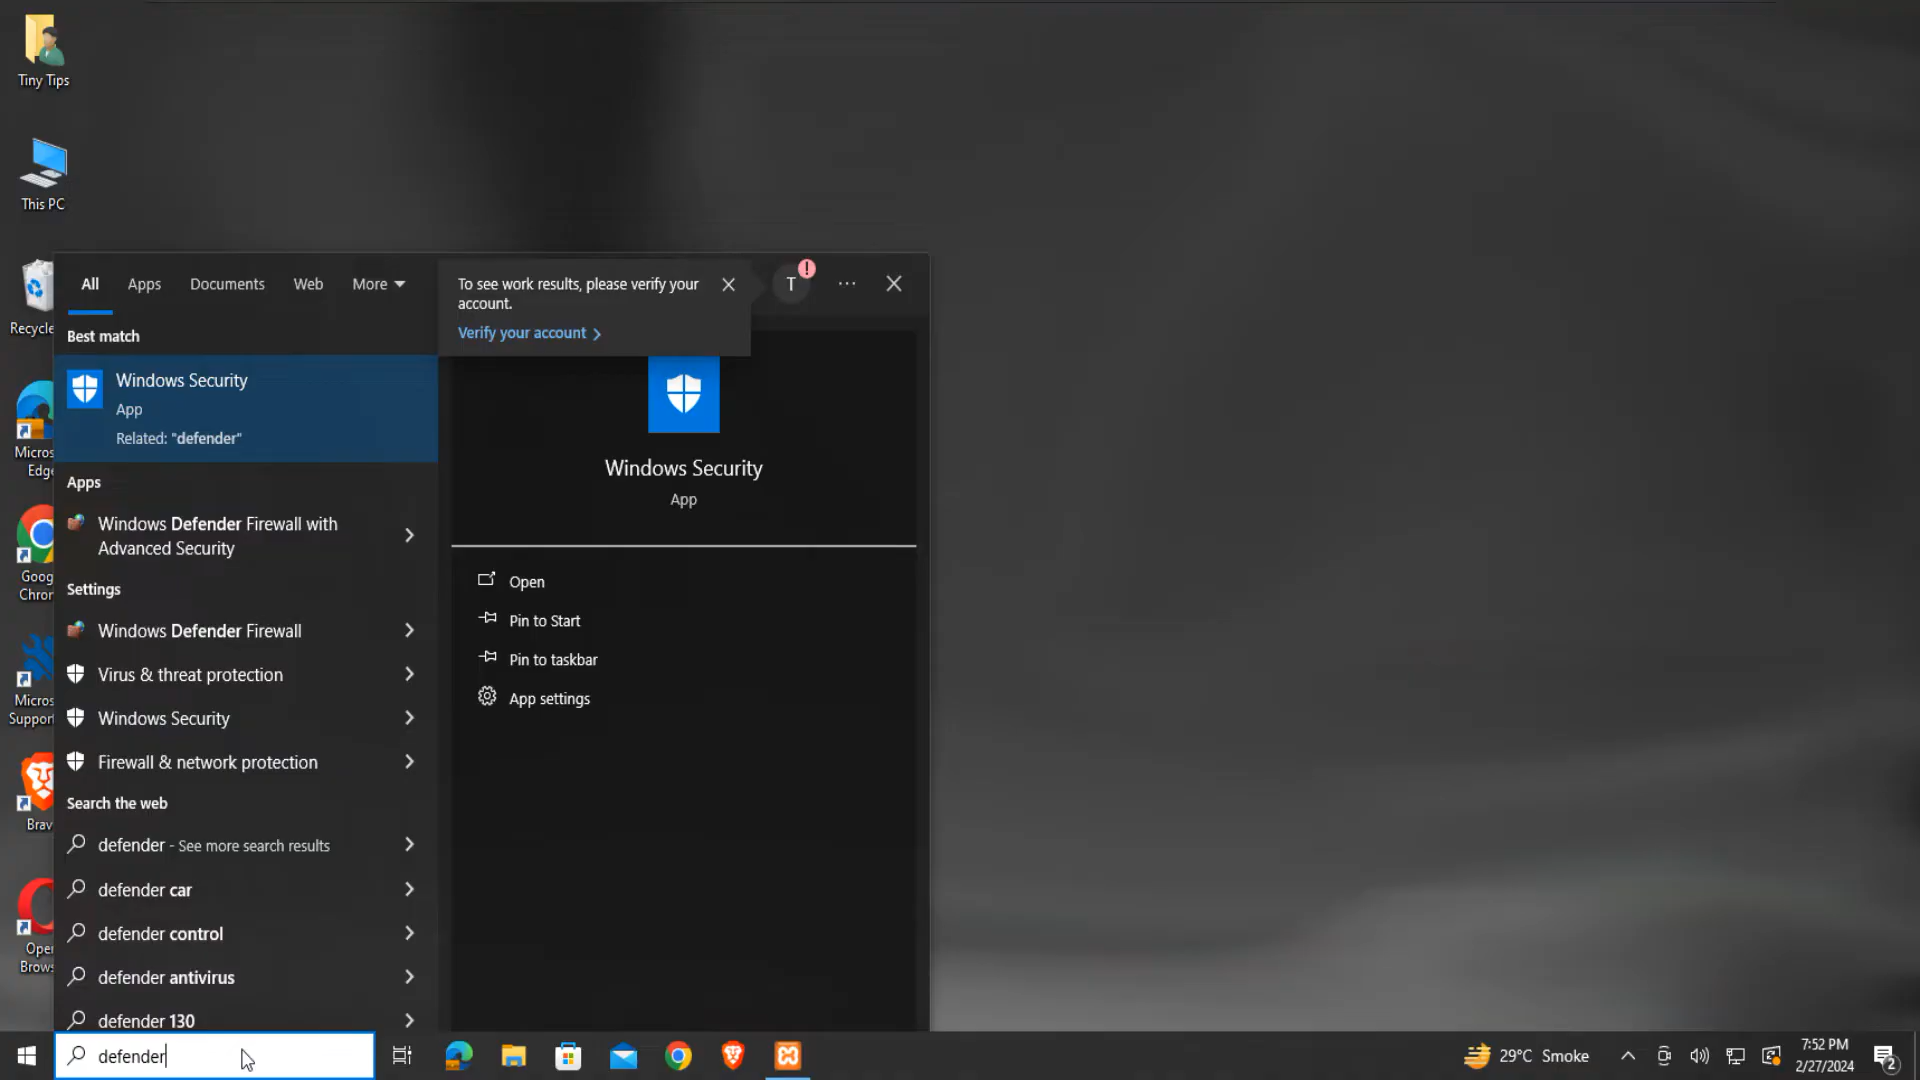 Tiny Tips
This PC
Recycle
Micros
Edge
Goog
Chron
Micros
Support
Brav
Oper
Brows
All
Apps
Documents
Web
More
To see work results, please verify your
account.
Verify your account
T
!
Best match
Windows Security
App
Related: "defender"
Apps
Windows Defender Firewall with
Advanced Security
Settings
Windows Defender Firewall
Virus & threat protection
Windows Security
Firewall & network protection
Search the web
defender - See more search results
defender car
defender control
defender antivirus
defender 130
Windows Security
App
Open
Pin to Start
Pin to taskbar
App settings
defender
29°C Smoke
7:52 PM
2/27/2024
2